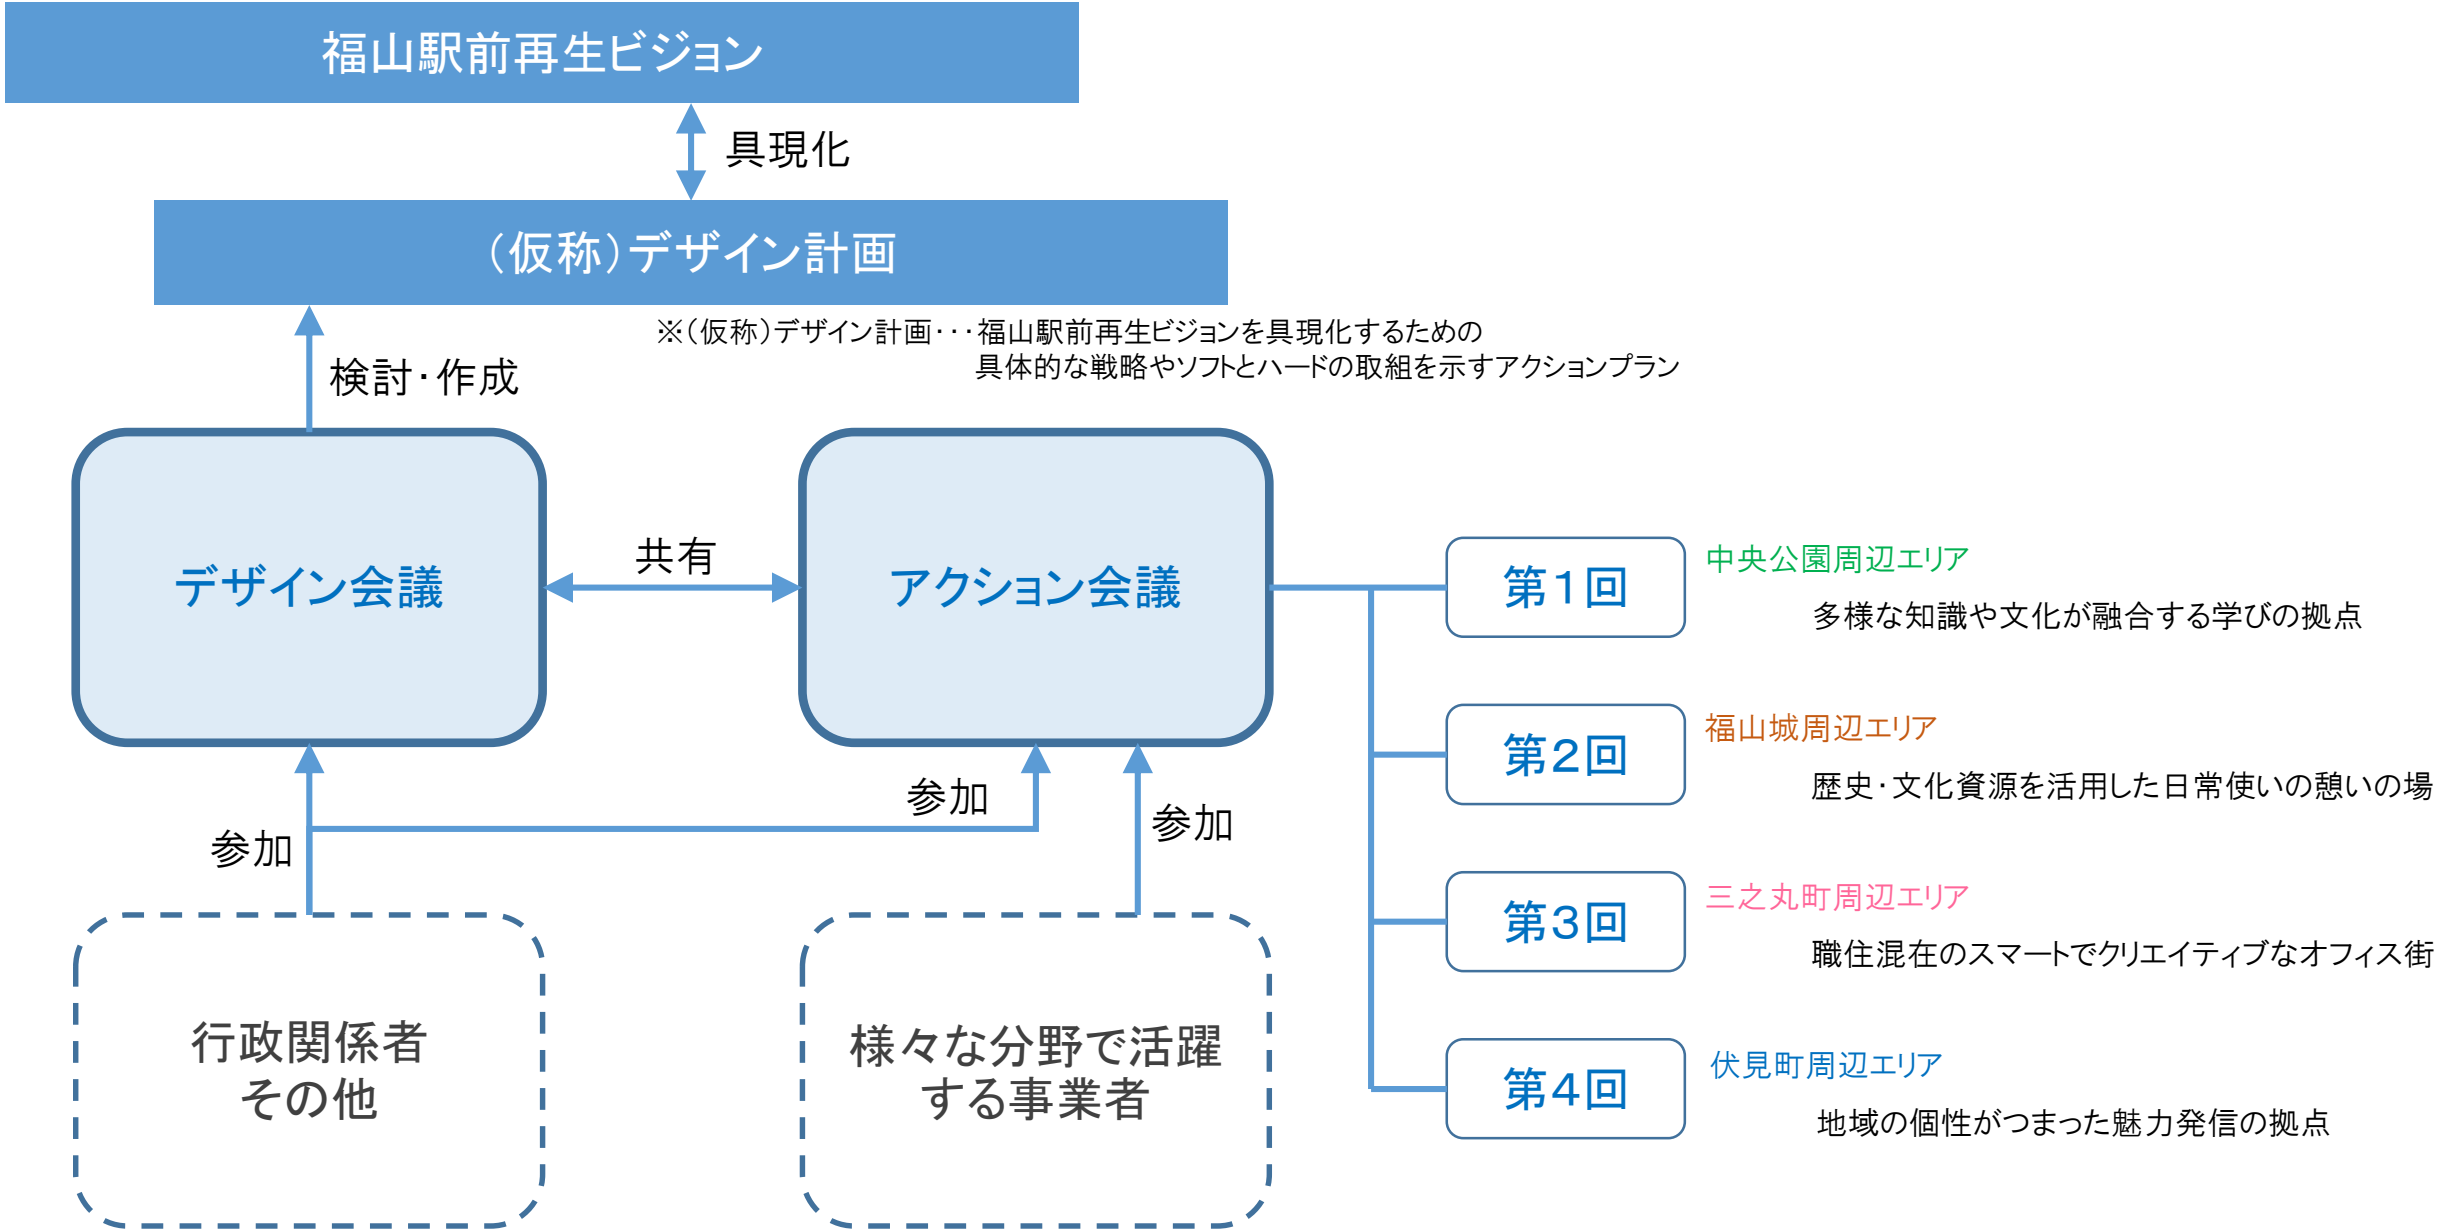 福山駅前再生ビジョン
具現化
（仮称）デザイン計画
※（仮称）デザイン計画･･･福山駅前再生ビジョンを具現化するための
具体的な戦略やソフトとハードの取組を示すアクションプラン
検討・作成
デザイン会議
共有
アクション会議
第１回
中央公園周辺エリア
多様な知識や文化が融合する学びの拠点
第２回
福山城周辺エリア
歴史・文化資源を活用した日常使いの憩いの場
第３回
三之丸町周辺エリア
職住混在のスマートでクリエイティブなオフィス街
第４回
伏見町周辺エリア
地域の個性がつまった魅力発信の拠点
参加
参加
参加
行政関係者
その他
様々な分野で活躍
する事業者